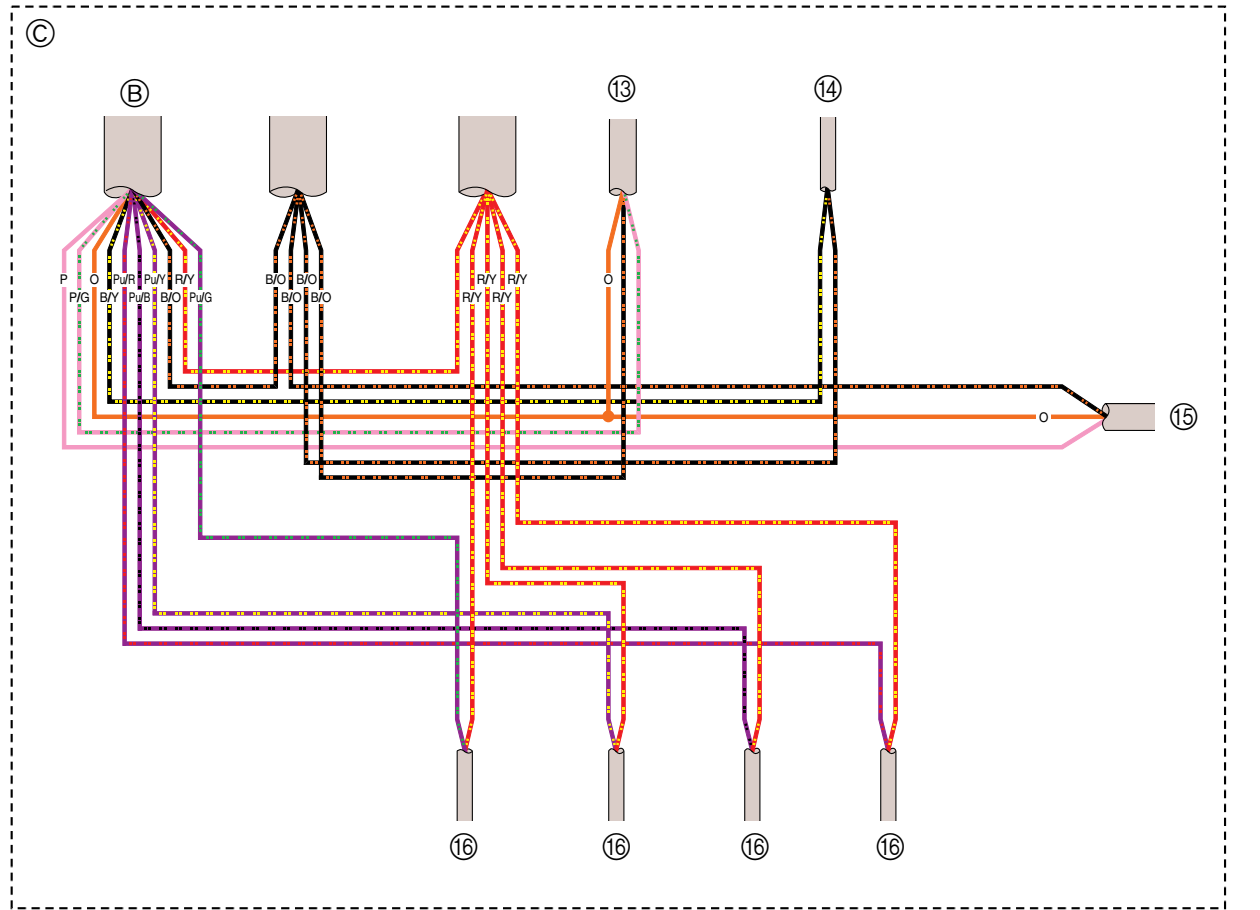 Ⓒ
Ⓑ ⑬ ⑭
P O Pu/R Pu/Y R/Y B/O B/O R/Y R/Y O
P/G B/Y Pu/B B/O Pu/G B/O B/O R/Y R/Y
O ⑮
⑯ ⑯ ⑯ ⑯